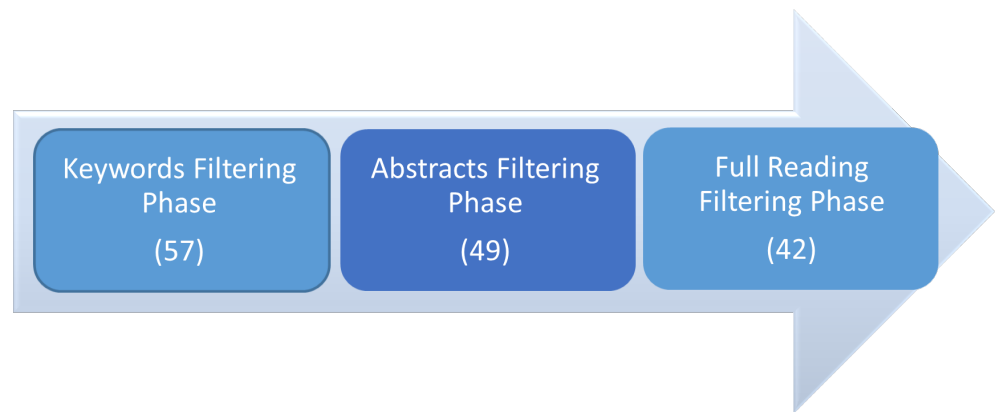 Keywords Filtering
Phase
(57)
Abstracts Filtering
Phase
(49)
Full Reading
Filtering Phase
(42)